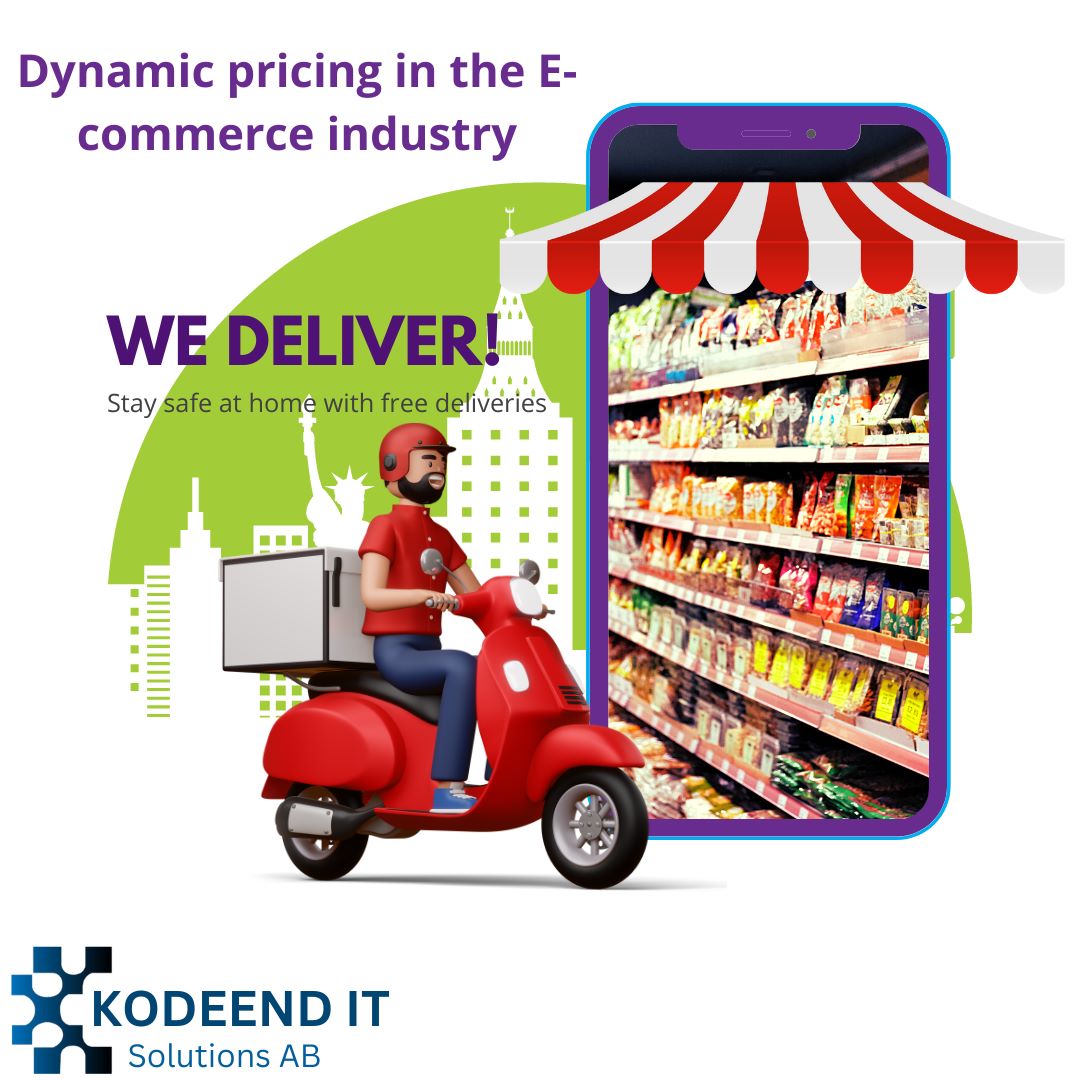 Dynamic pricing in the E-
commerce industry
WE DELIVER!
Stay safe at home with free deliveries
KODEEND IT
Solutions AB